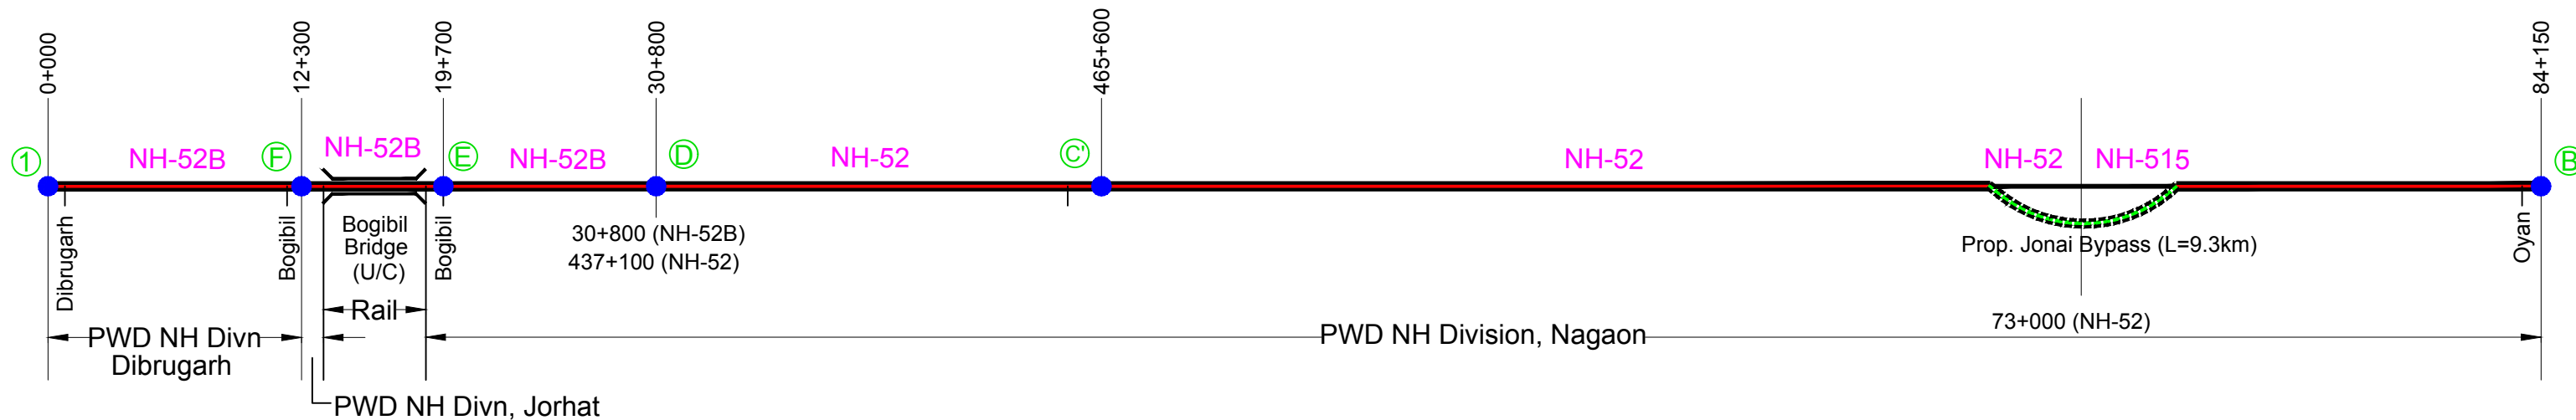 0+000
12+300
19+700
30+800
465+600
84+150
1
NH-52B
F
NH-52B
E
NH-52B
D
NH-52
C'
NH-52
NH-52
NH-515
B
Dibrugarh
Bogibil
Bogibil
Bridge
(U/C)
Bogibil
30+800 (NH-52B)
437+100 (NH-52)
Prop. Jonai Bypass (L=9.3km)
Oyan
Rail
73+000 (NH-52)
PWD NH Divn
Dibrugarh
PWD NH Division, Nagaon
PWD NH Divn, Jorhat